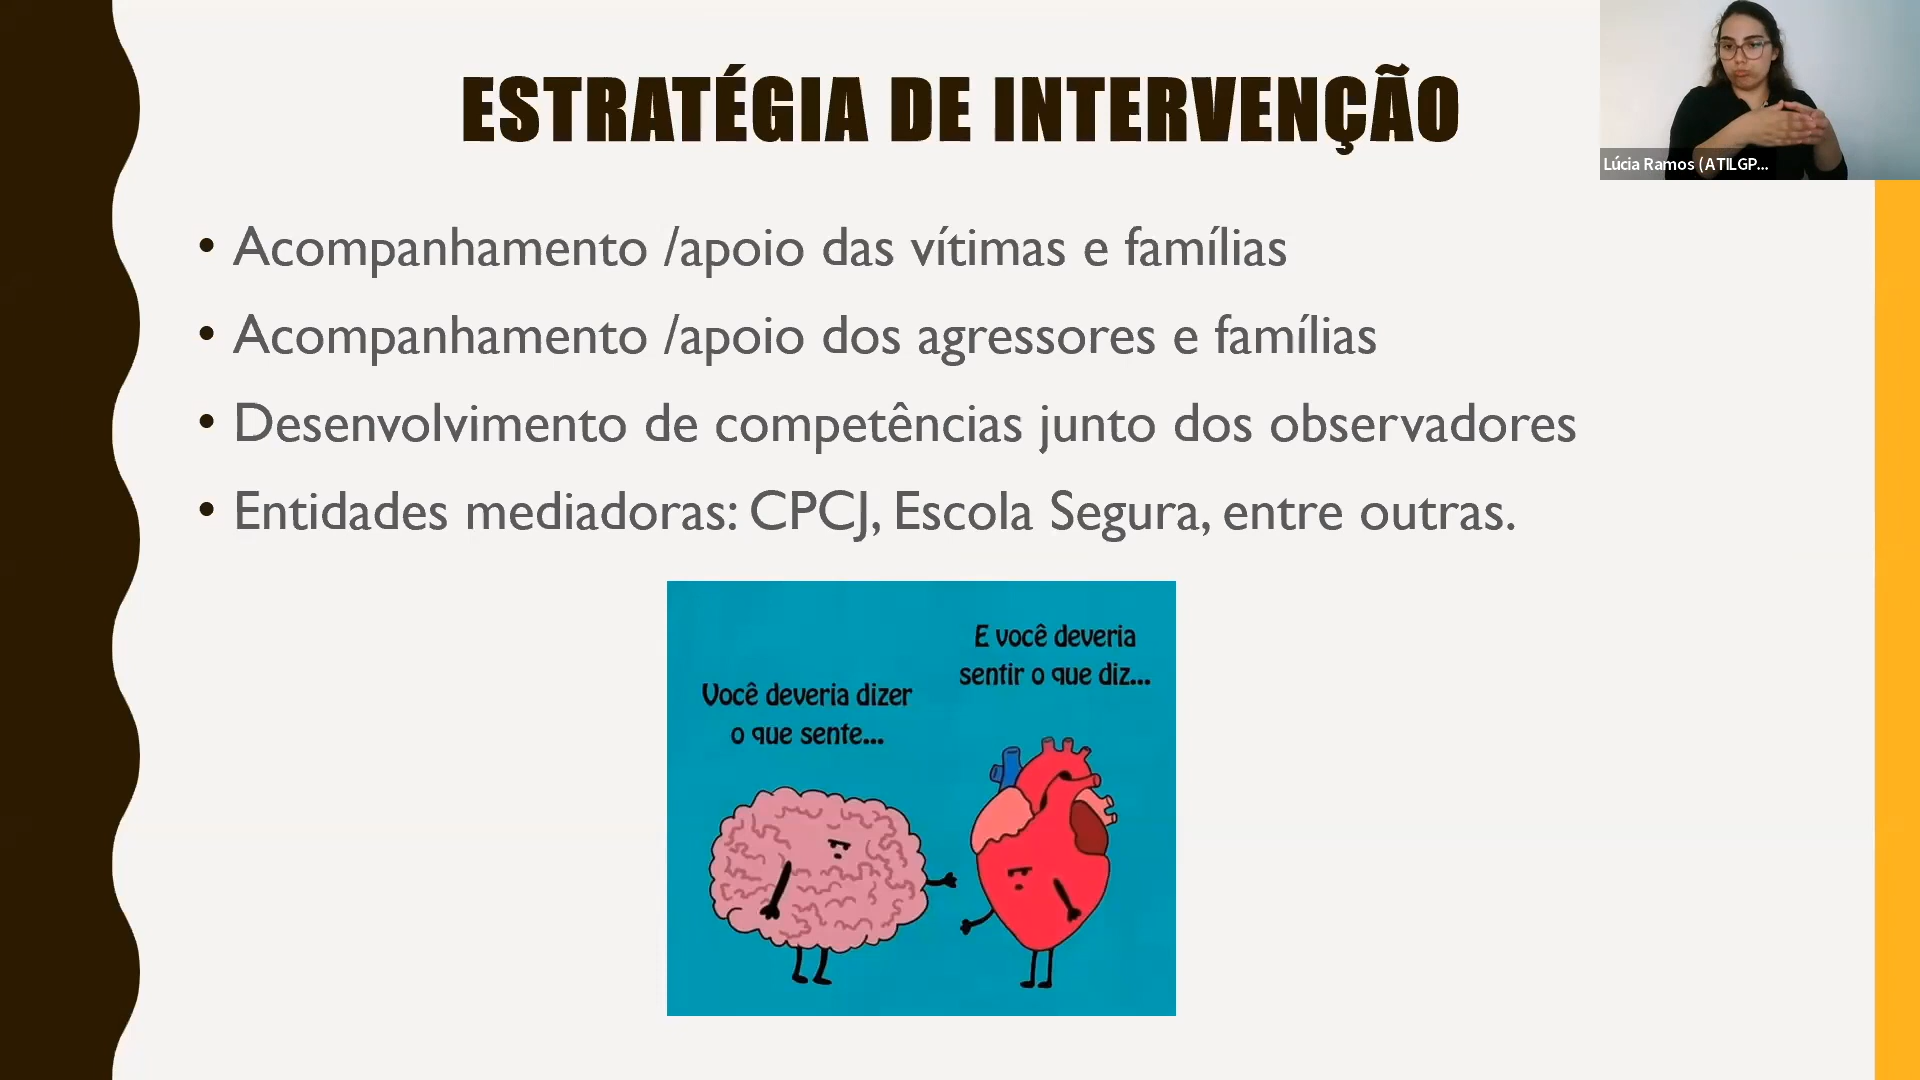 ESTRATÉGIA DE INTERVENÇÃO
Lúcia Ramos (ATILGP...
• Acompanhamento /apoio das vítimas e famílias
• Acompanhamento /apoio dos agressores e famílias
• Desenvolvimento de competências junto dos observadores
• Entidades mediadoras: CPCJ, Escola Segura, entre outras.
Você deveria dizer
o que sente...
E você deveria
sentir o que diz...